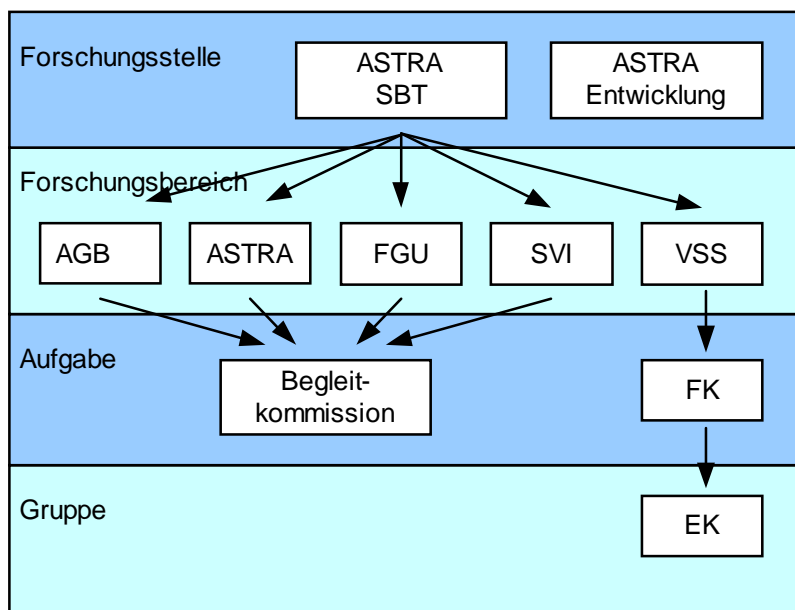 Forschungsstelle
ASTRA
SBT
ASTRA
Entwicklung
Forschungsbereich
AGB
ASTRA
FGU
SVI
VSS
Aufgabe
Begleit-
kommission
FK
Gruppe
EK